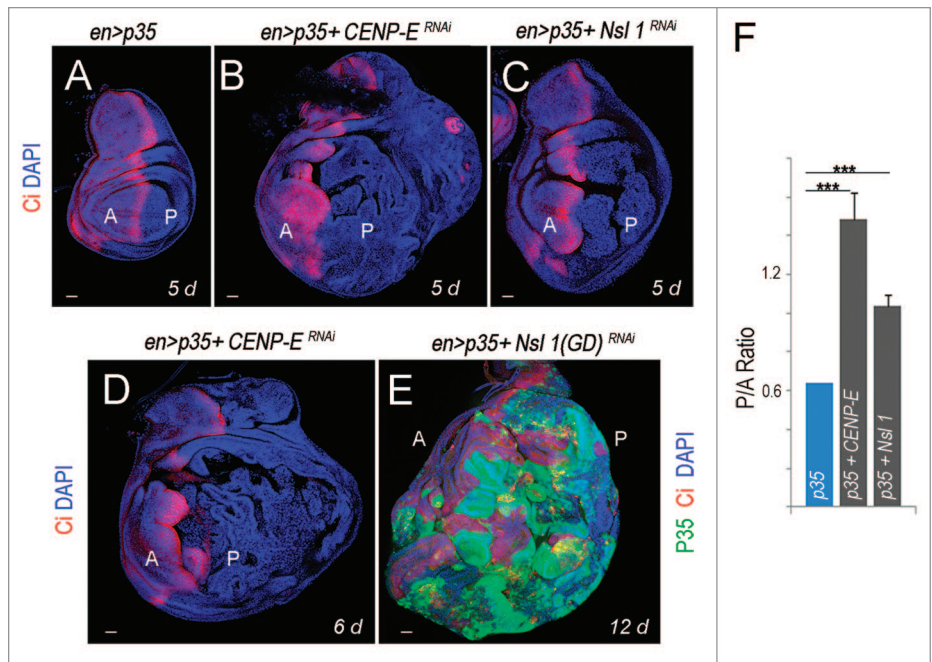 en>p35
en>p35+ CENP-E RNAi
en>p35+ Nsl 1 RNAi
F
A
B
C
Ci DAPI
A
P
A
P
A
P
5 d
5 d
5 d
en>p35+ CENP-E RNAi
en>p35+ Nsl 1(GD) RNAi
D
E
A
P
Ci DAPI
P35 Ci DAPI
A
P
6 d
12 d
***
***
1.2
0.6
P/A Ratio
p35
p35 + CENP-E
p35 + Nsl 1